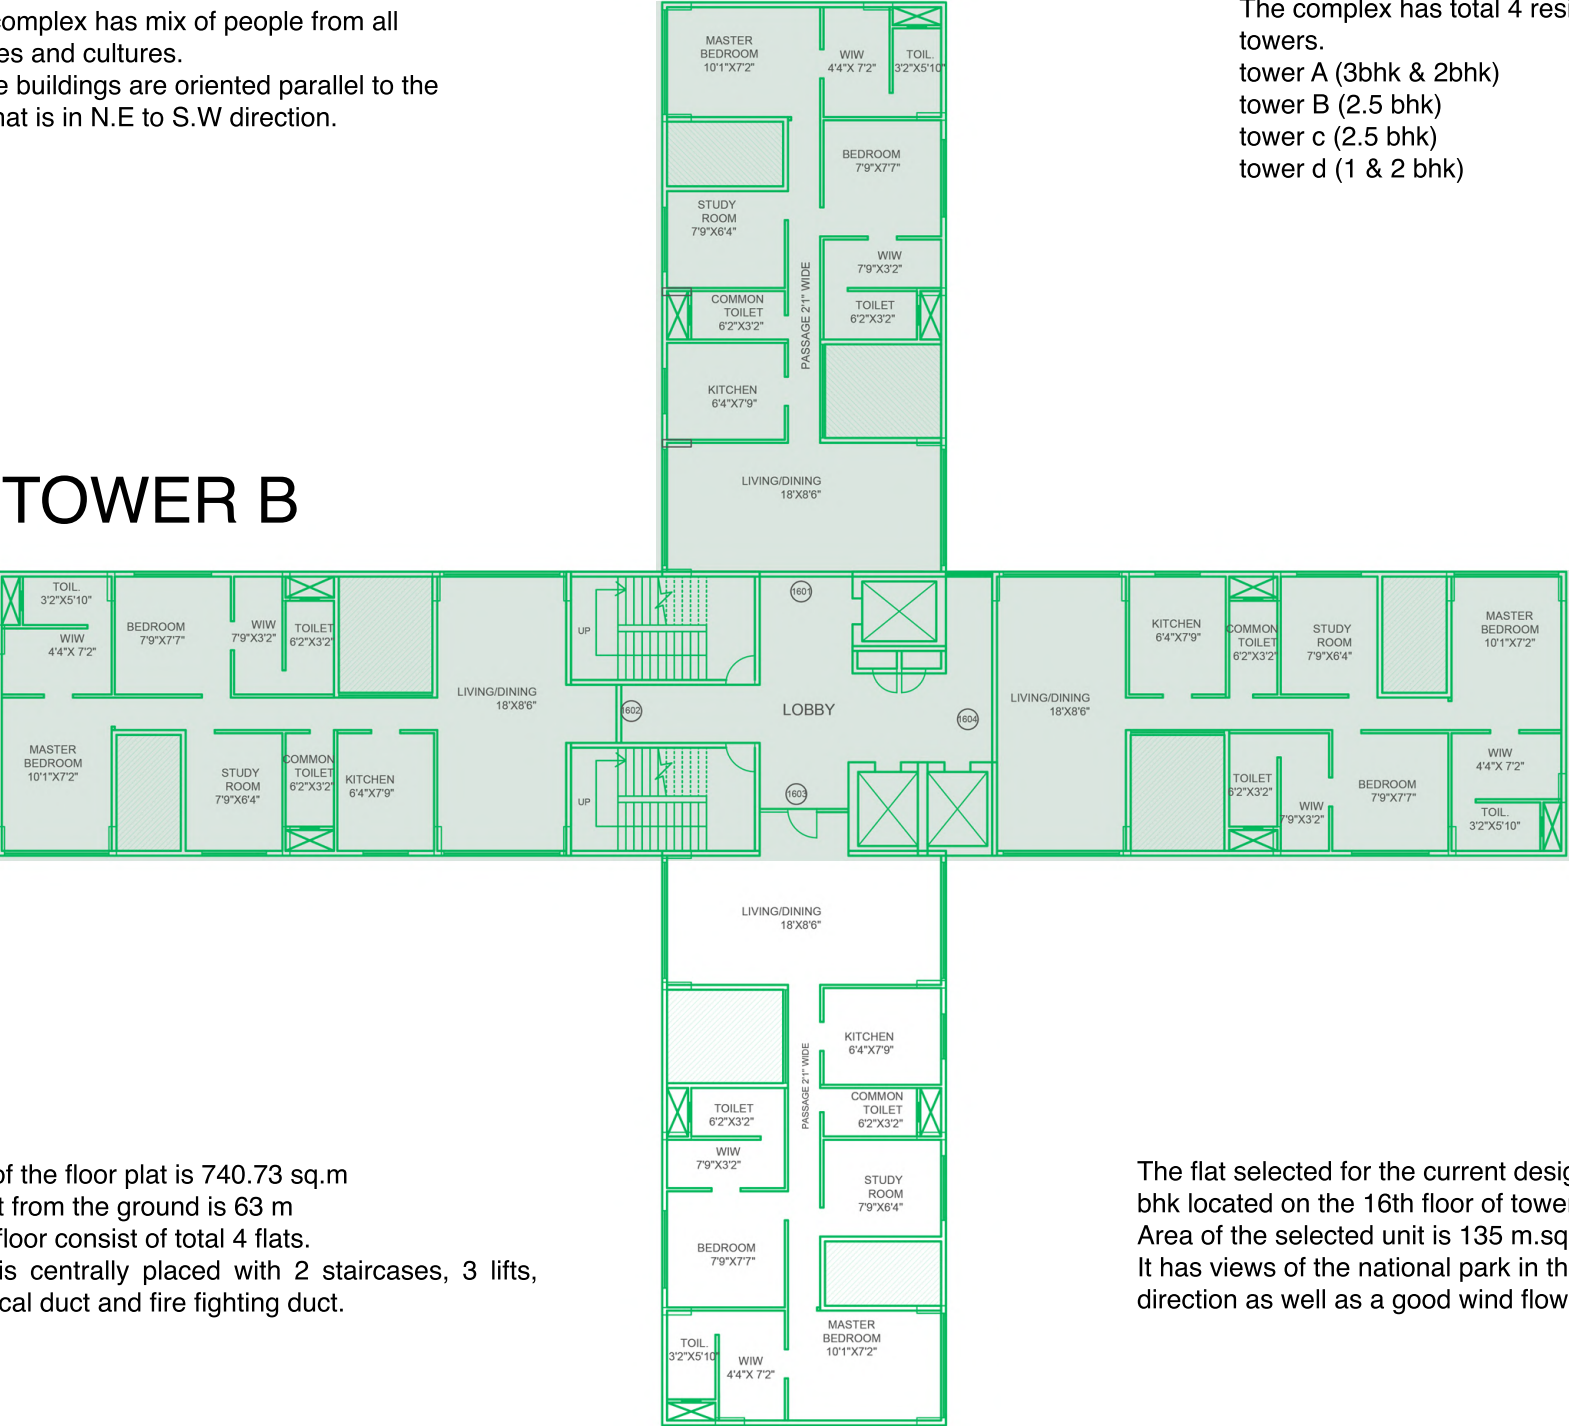 complex has mix of people from all
es and cultures.
e buildings are oriented parallel to the
hat is in N.E to S.W direction.
The complex has total 4 resi
towers.
tower A (3bhk & 2bhk)
tower B (2.5 bhk)
tower c (2.5 bhk)
tower d (1 & 2 bhk)
MASTER
BEDROOM
10'1"X7'2"
WIW
4'4"X 7'2"
TOIL.
3'2"X5'10"
BEDROOM
7'9"X7'7"
STUDY
ROOM
7'9"X6'4"
WIW
7'9"X3'2"
COMMON
TOILET
6'2"X3'2"
TOILET
6'2"X3'2"
PASSAGE 2'1" WIDE
KITCHEN
6'4"X7'9"
LIVING/DINING
18'X8'6"
TOWER B
TOIL.
3'2"X5'10"
WIW
4'4"X 7'2"
BEDROOM
7'9"X7'7"
WIW
7'9"X3'2"
TOILET
6'2"X3'2"
LIVING/DINING
18'X8'6"
MASTER
BEDROOM
10'1"X7'2"
STUDY
ROOM
7'9"X6'4"
COMMON
TOILET
6'2"X3'2"
KITCHEN
6'4"X7'9"
UP
UP
1601
1602
LOBBY
1604
1603
LIVING/DINING
18'X8'6"
KITCHEN
6'4"X7'9"
COMMON
TOILET
6'2"X3'2"
STUDY
ROOM
7'9"X6'4"
MASTER
BEDROOM
10'1"X7'2"
TOILET
6'2"X3'2"
WIW
7'9"X3'2"
BEDROOM
7'9"X7'7"
WIW
4'4"X 7'2"
TOIL.
3'2"X5'10"
LIVING/DINING
18'X8'6"
KITCHEN
6'4"X7'9"
PASSAGE 2'1" WIDE
TOILET
6'2"X3'2"
COMMON
TOILET
6'2"X3'2"
WIW
7'9"X3'2"
STUDY
ROOM
7'9"X6'4"
BEDROOM
7'9"X7'7"
MASTER
BEDROOM
10'1"X7'2"
TOIL.
3'2"X5'10"
WIW
4'4"X 7'2"
of the floor plat is 740.73 sq.m
t from the ground is 63 m
floor consist of total 4 flats.
is centrally placed with 2 staircases, 3 lifts,
cal duct and fire fighting duct.
The flat selected for the current desig
bhk located on the 16th floor of tower
Area of the selected unit is 135 m.sq
It has views of the national park in th
direction as well as a good wind flow